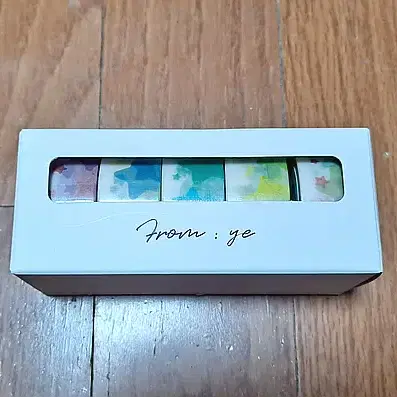 From : ye